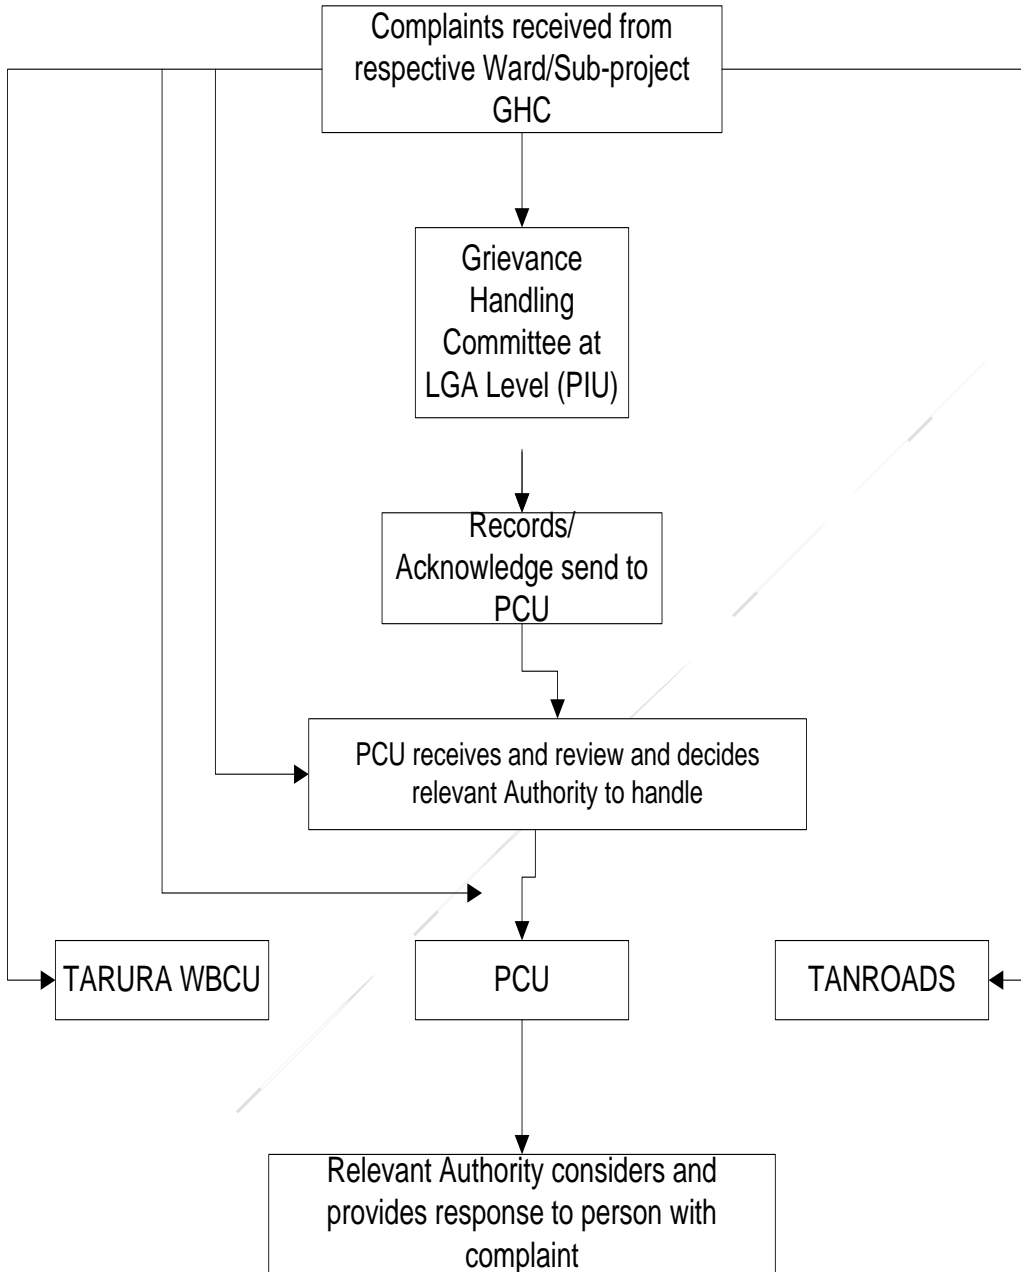 Complaints received from
respective Ward/Sub-project
GHC
Grievance
Handling
Committee at
LGA Level (PIU)
Records/
Acknowledge send to
PCU
PCU receives and review and decides
relevant Authority to handle
TARURA WBCU
PCU
TANROADS
Relevant Authority considers and
provides response to person with
complaint